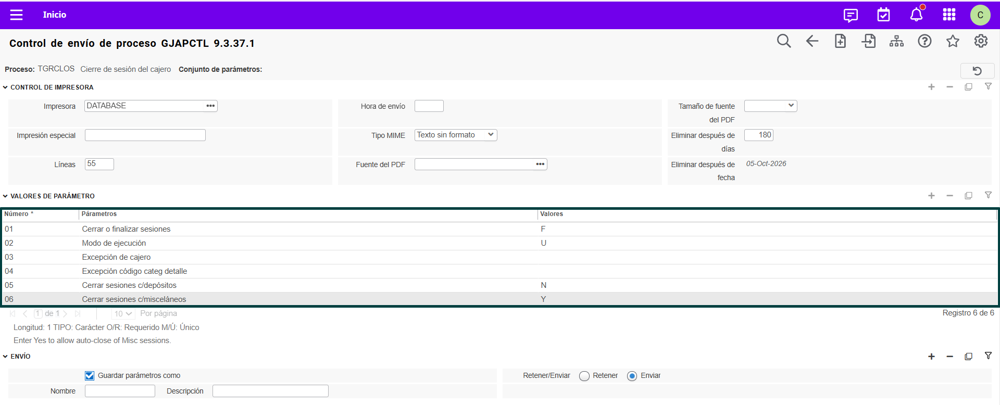 Inicio
C
Control de envío de proceso GJAPCTL 9.3.37.1
Proceso: TGRCLOS Cierre de sesión del cajero Conjunto de parámetros:
CONTROL DE IMPRESORA
Impresora DATABASE ••• Hora de envío Tamaño de fuente del PDF
Impresión especial Tipo MIME Texto sin formato Eliminar después de días 180
Líneas 55 Fuente del PDF ••• Eliminar después de fecha 05-Oct-2026
VALORES DE PARÁMETRO
Número * Párametros Valores
01 Cerrar o finalizar sesiones F
02 Modo de ejecución U
03 Excepción de cajero
04 Excepción código categ detalle
05 Cerrar sesiones c/depósitos N
06 Cerrar sesiones c/misceláneos Y
1 de 1 10 Por página Registro 6 de 6
Longitud: 1 TIPO: Carácter O/R: Requerido M/Ú: Único
Enter Yes to allow auto-close of Misc sessions.
ENVÍO
Guardar parámetros como Retener/Enviar Retener Enviar
Nombre Descripción